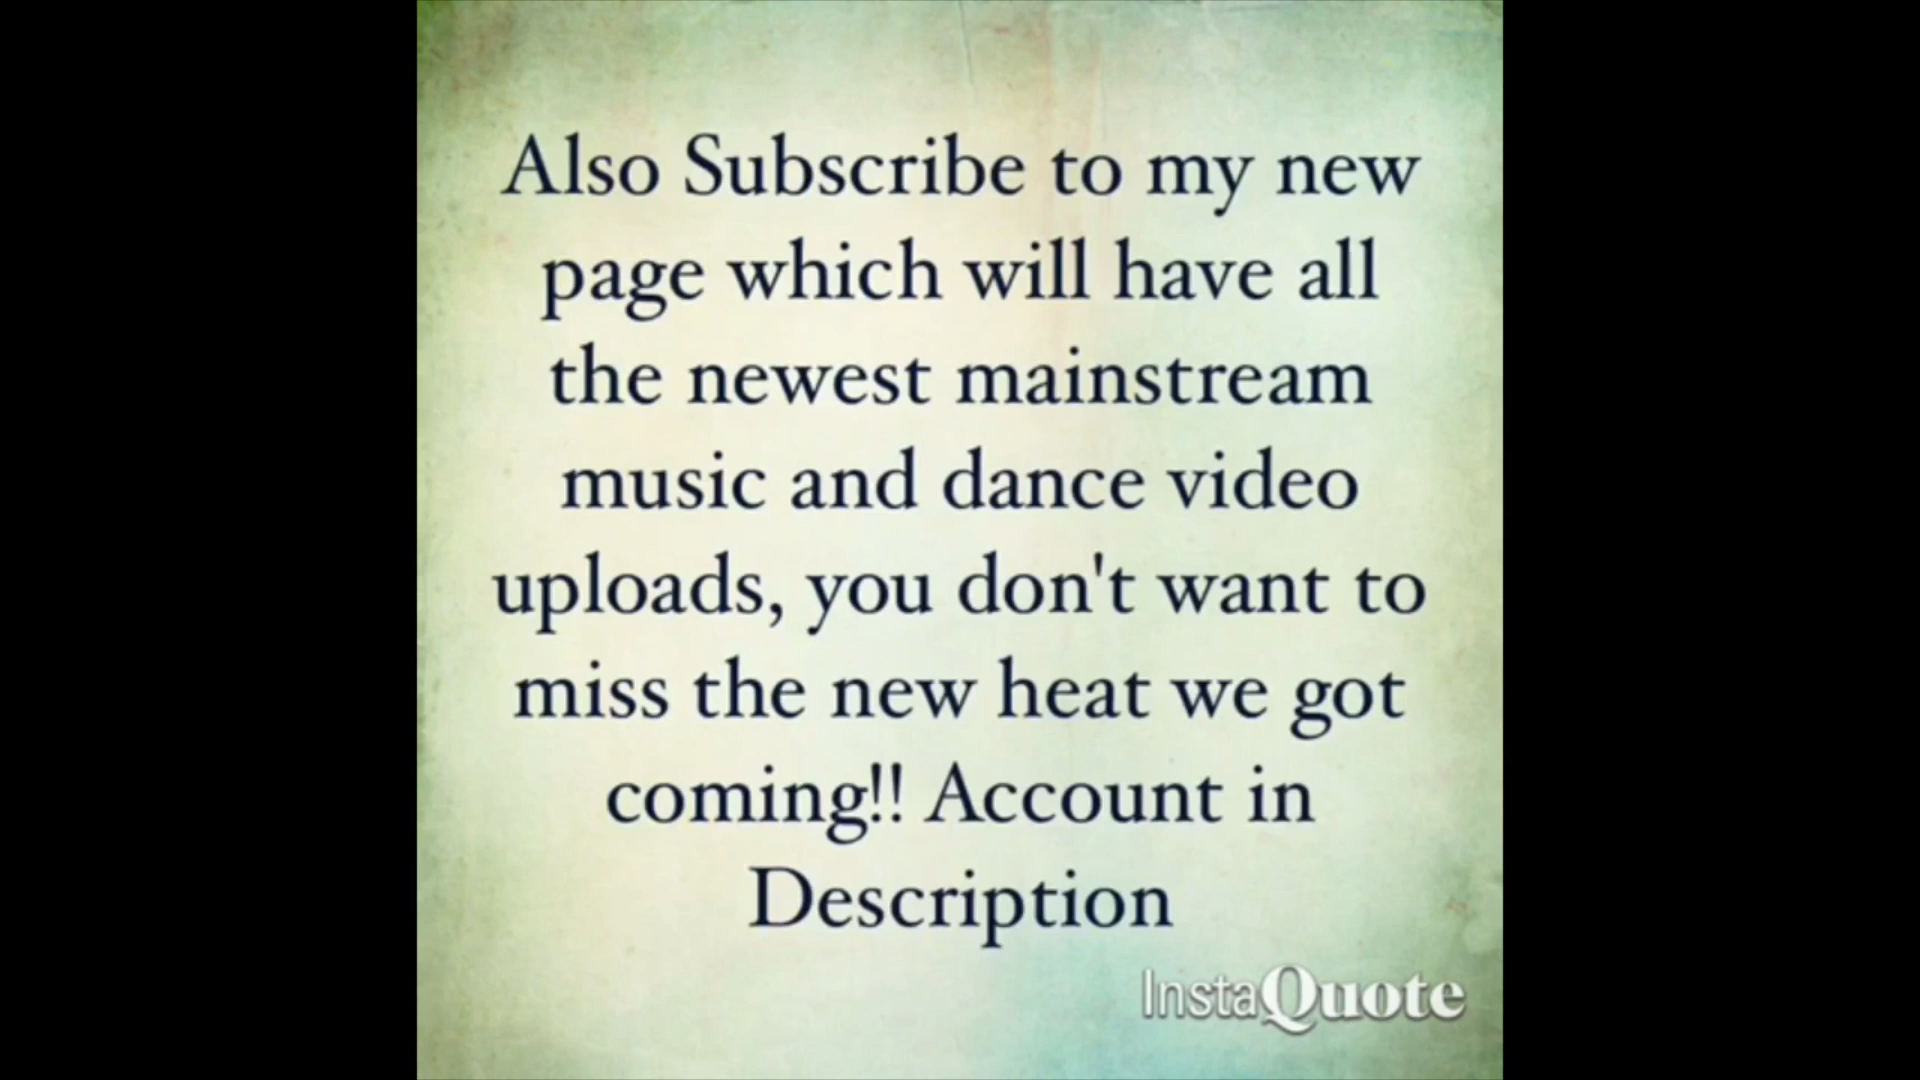 Also Subscribe to my new
page which will have all
the newest mainstream
music and dance video
uploads, you don't want to
miss the new heat we got
coming!! Account in
Description
InstaQuote